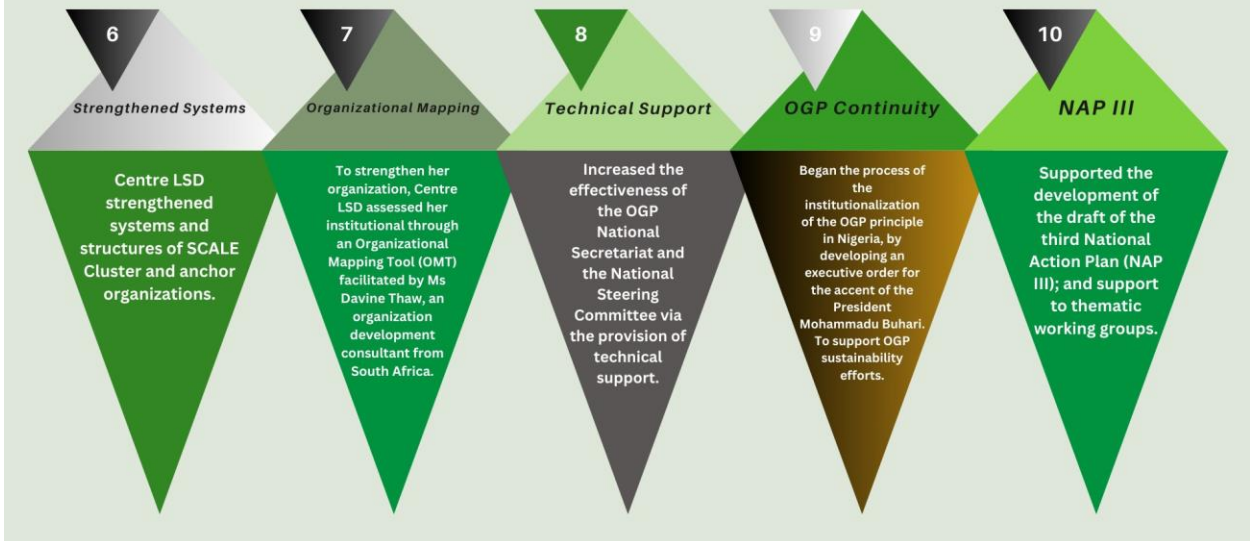 6
Strengthened Systems
Centre LSD
strengthened
systems and
structures of SCALE
Cluster and anchor
organizations.
7
Organizational Mapping
To strengthen her
organization, Centre
LSD assessed her
institutional through
an Organizational
Mapping Tool (OMT)
facilitated by Ms
Davine Thaw, an
organization
development
consultant from
South Africa.
8
Technical Support
Increased the
effectiveness of
the OGP
National
Secretariat and
the National
Steering
Committee via
the provision of
technical
support.
9
OGP Continuity
Began the process of
the
institutionalization
of the OGP principle
in Nigeria, by
developing an
executive order for
the accent of the
President
Mohammadu Buhari.
To support OGP
sustainability
efforts.
10
NAP III
Supported the
development of
the draft of the
third National
Action Plan (NAP
III); and support
to thematic
working groups.